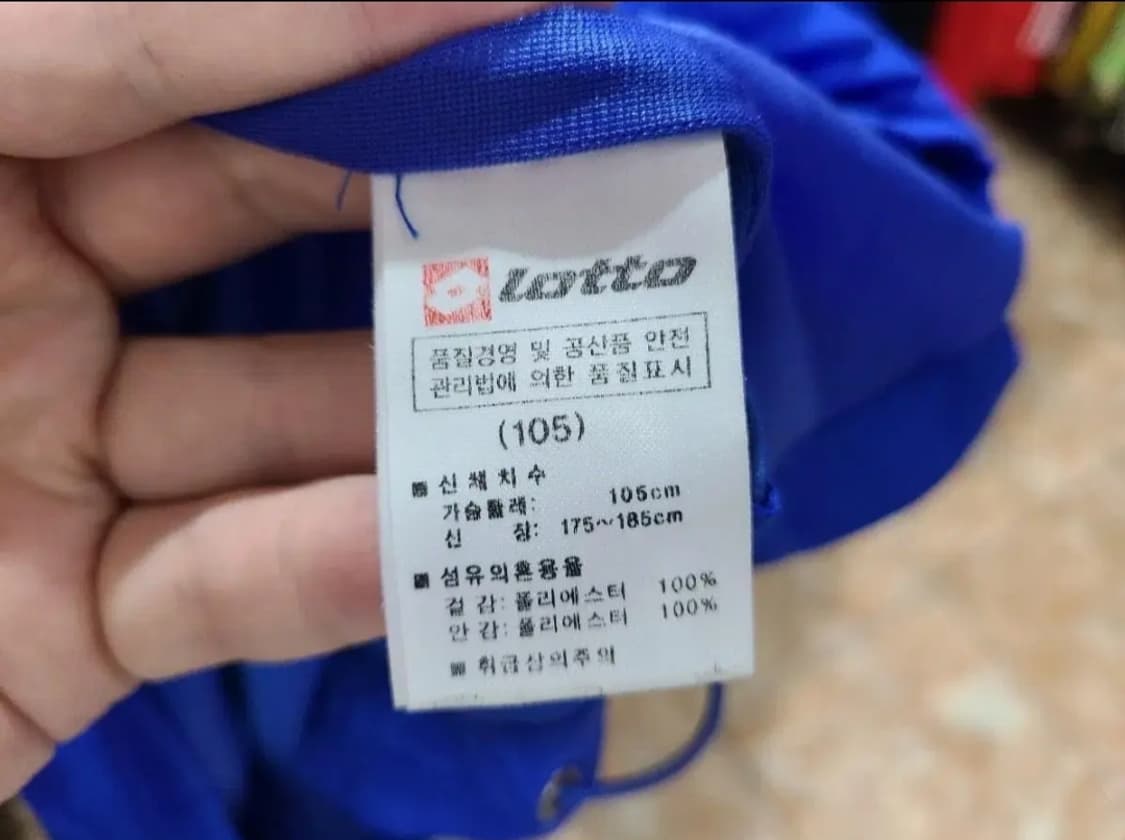 lotto
품질경영 및 공산품 안전
관리법에 의한 품질표시
(105)
신체치수
가슴둘레: 105cm
신 장: 175~185cm
섬유의혼용율
겉 감: 폴리에스터 100%
안 감: 폴리에스터 100%
취급상의주의